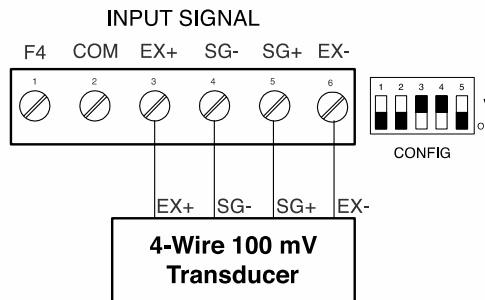 INPUT SIGNAL
F4 COM EX+ SG- SG+ EX-
1 2 3 4 5 6
1 2 3 4 5
CONFIG
EX+ SG- SG+ EX-
4-Wire 100 mV
Transducer